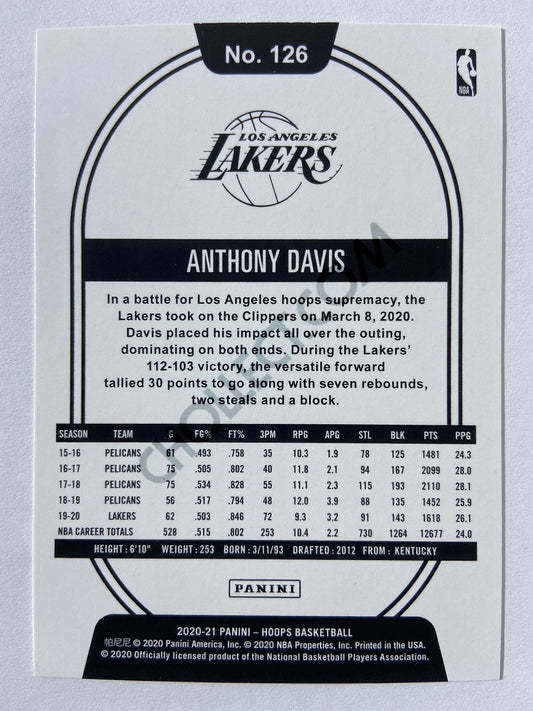 No. 126
NBA
LOS ANGELES
LAKERS
ANTHONY DAVIS
In a battle for Los Angeles hoops supremacy, the
Lakers took on the Clippers on March 8, 2020.
Davis placed his impact all over the outing,
dominating on both ends. During the Lakers'
112-103 victory, the versatile forward
tallied 30 points to go along with seven rebounds,
two steals and a block.
CHOLLECT.COM
SEASON TEAM G FG% FT% 3PM RPG APG STL BLK PTS PPG
15-16 PELICANS 61 .493 .758 35 10.3 1.9 78 125 1481 24.3
16-17 PELICANS 75 .505 .802 40 11.8 2.1 94 167 2099 28.0
17-18 PELICANS 75 .534 .828 55 11.1 2.3 115 193 2110 28.1
18-19 PELICANS 56 .517 .794 48 12.0 3.9 88 135 1452 25.9
19-20 LAKERS 62 .503 .846 72 9.3 3.2 91 143 1618 26.1
NBA CAREER TOTALS 528 .515 .802 253 10.4 2.2 730 1264 12677 24.0
HEIGHT: 6'10" WEIGHT: 253 BORN: 3/11/93 DRAFTED: 2012 FROM: KENTUCKY
PANINI
2020-21 PANINI – HOOPS BASKETBALL
帕尼尼 © 2020 Panini America, Inc. © 2020 NBA Properties, Inc. Printed in the USA.
© 2020 Officially licensed product of the National Basketball Players Association.